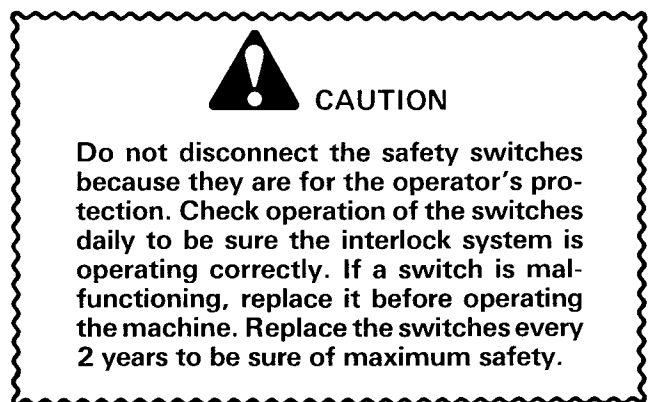 CAUTION
Do not disconnect the safety switches
because they are for the operator's pro-
tection. Check operation of the switches
daily to be sure the interlock system is
operating correctly. If a switch is mal-
functioning, replace it before operating
the machine. Replace the switches every
2 years to be sure of maximum safety.